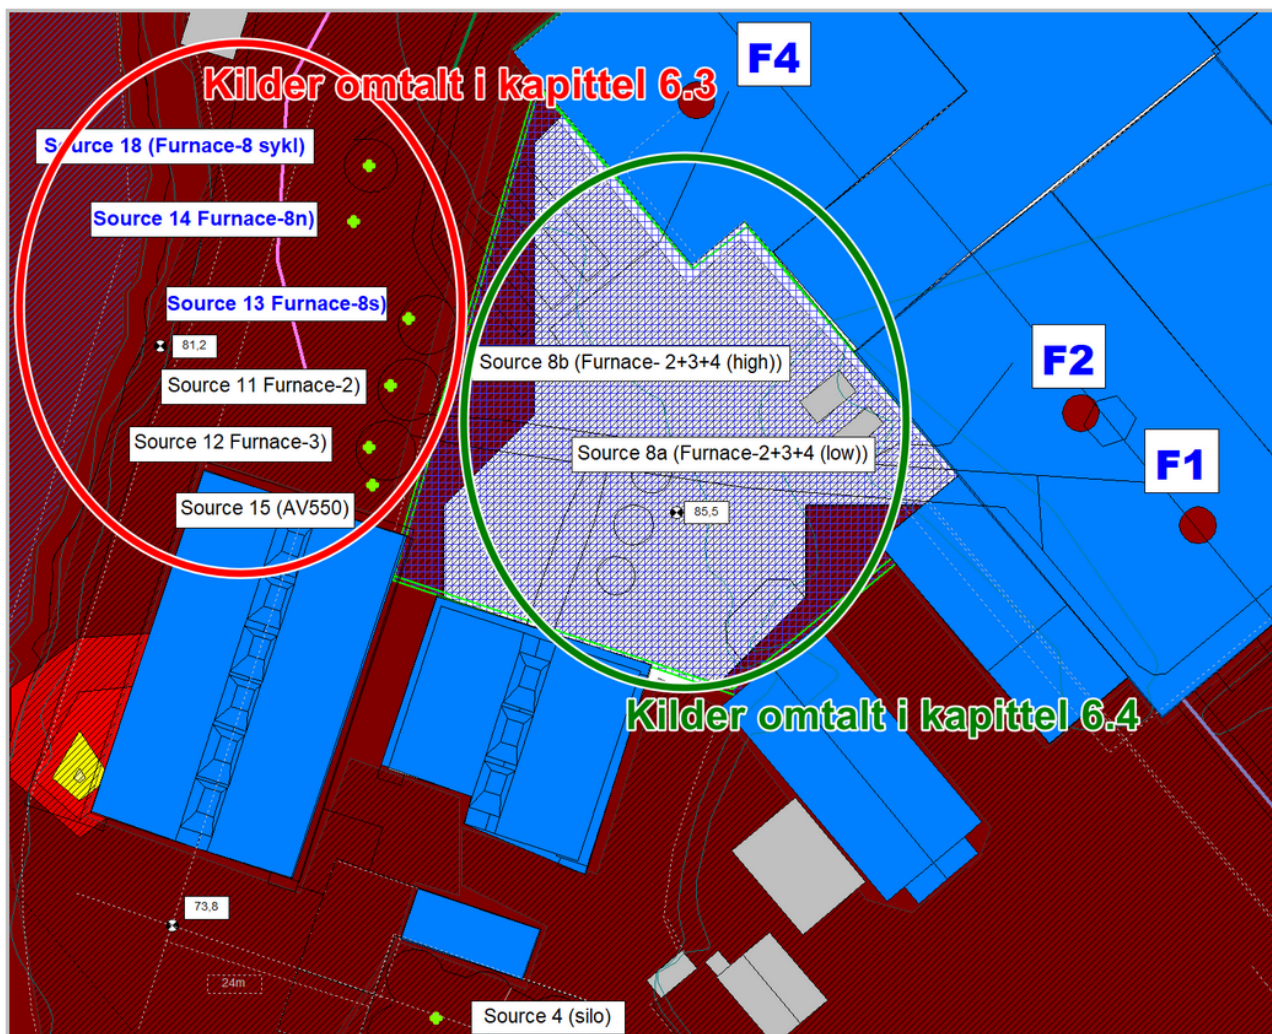 F4
Kilder omtalt i kapittel 6.3
Source 18 (Furnace-8 sykl)
Source 14 Furnace-8n)
Source 13 Furnace-8s)
81,2
F2
Source 8b (Furnace- 2+3+4 (high))
Source 11 Furnace-2)
Source 12 Furnace-3)
Source 8a (Furnace-2+3+4 (low))
F1
Source 15 (AV550)
85,5
Kilder omtalt i kapittel 6.4
73,8
24m
Source 4 (silo)